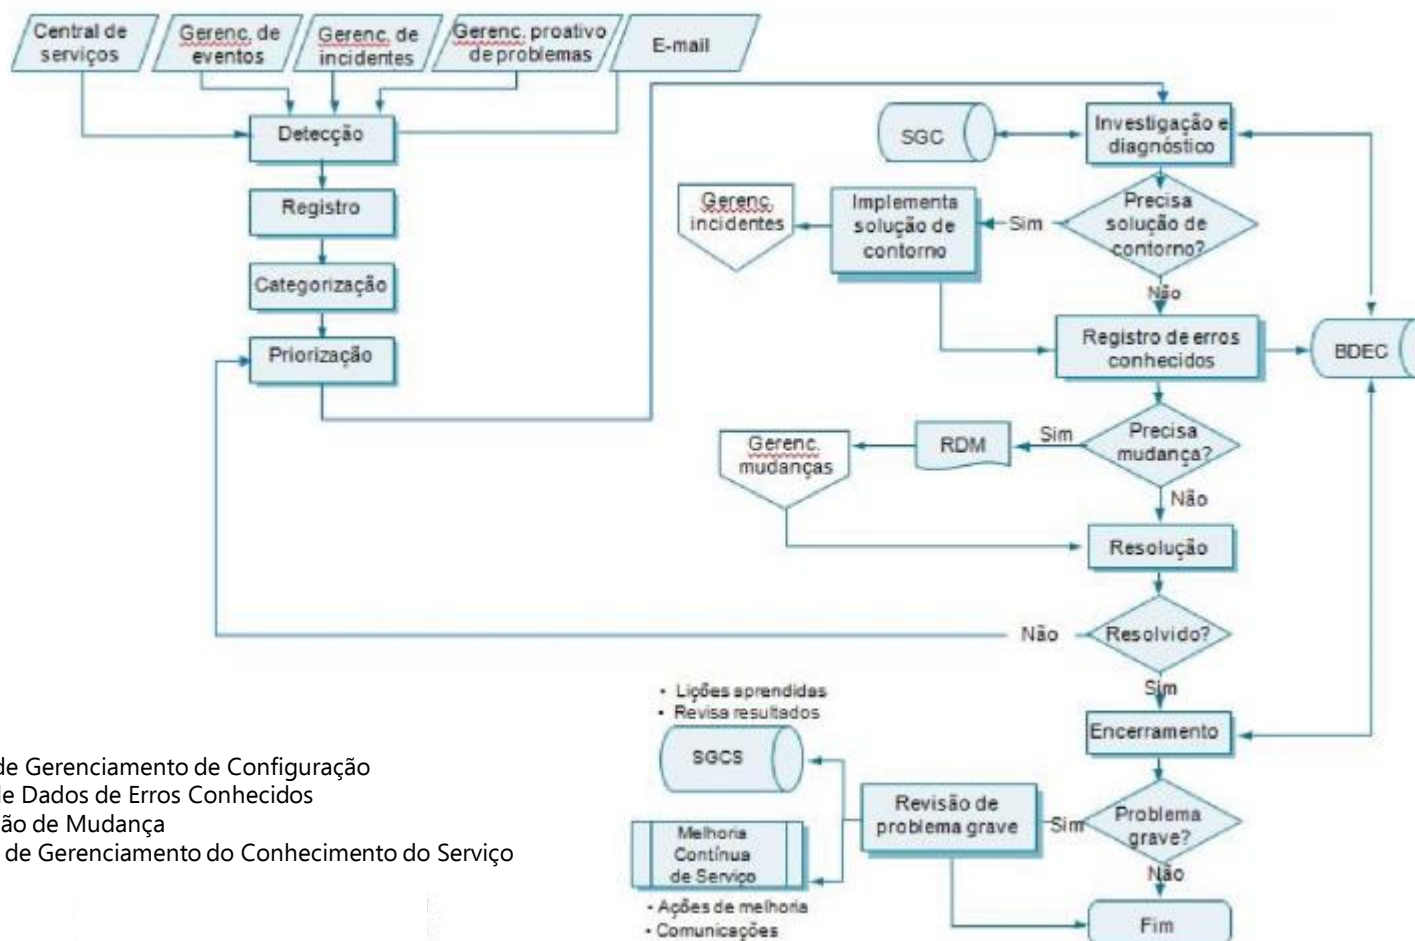 Central de
serviços
Gerenc. de
eventos
Gerenc. de
incidentes
Gerenc. proativo
de problemas
E-mail
Detecção
Registro
Categorização
Priorização
Investigação e
diagnóstico
SGC
Precisa
solução de
contorno?
Sim
Implementa
solução de
contorno
Gerenc.
incidentes
Não
Registro de erros
conhecidos
BDEC
Precisa
mudança?
Sim
RDM
Gerenc.
mudanças
Não
Resolução
Resolvido?
Não
Sim
Encerramento
Problema
grave?
Sim
Revisão de
problema grave
• Lições aprendidas
• Revisa resultados
SGCS
Melhoria
Contínua
de Serviço
• Ações de melhoria
• Comunicações
Não
Fim
de Gerenciamento de Configuração
de Dados de Erros Conhecidos
ão de Mudança
de Gerenciamento do Conhecimento do Serviço